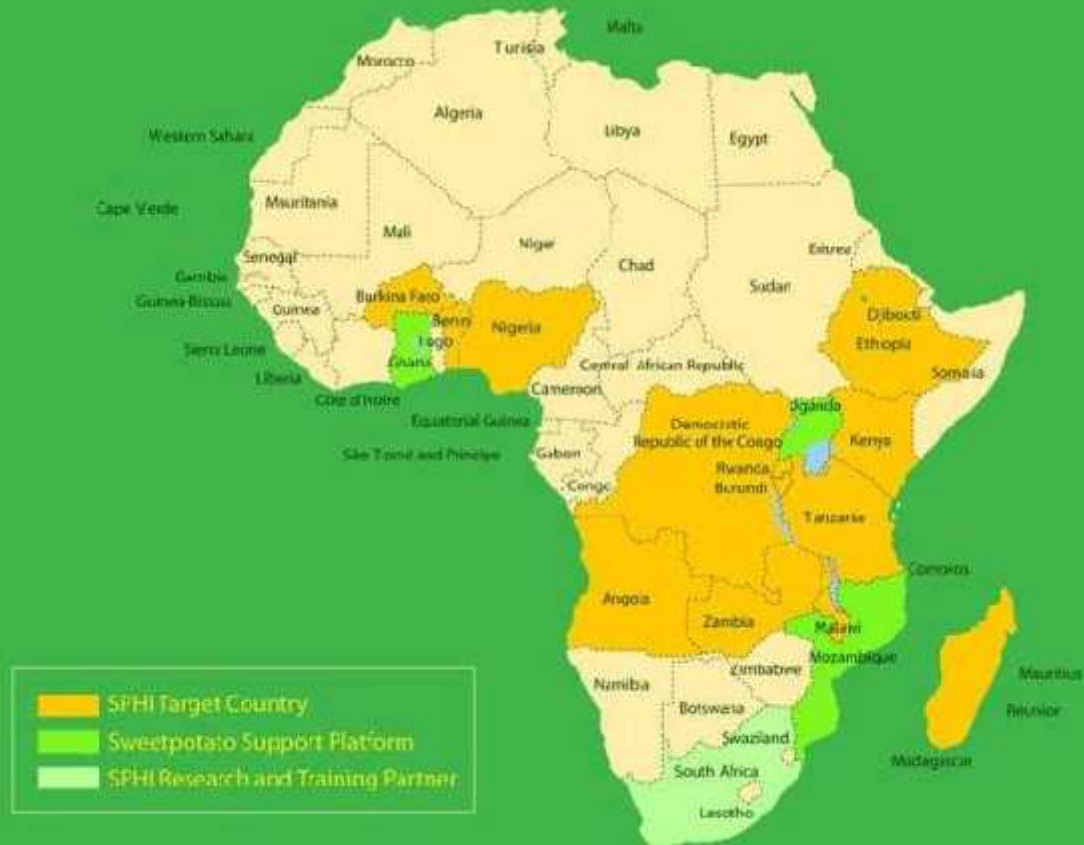 Malta
Tunisia
Morocco
Algeria
Libya
Egypt
Western Sahara
Mauritania
Cape Verde
Mali
Niger
Chad
Sudan
Eritrea
Senegal
Gambia
Guinea-Bissau
Guinea
Burkina Faso
Benin
Togo
Nigeria
Djibouti
Ethiopia
Sierra Leone
Ghana
Liberia
Central African Republic
Somalia
Cameroon
Côte d'Ivoire
Equatorial Guinea
Uganda
Democratic
Republic of the Congo
Kenya
São Tomé and Príncipe
Gabon
Rwanda
Burundi
Congo
Tanzania
Comoros
Angola
Zambia
Malawi
Mozambique
Zimbabwe
Namibia
Mauritius
Botswana
Reunion
Swaziland
Madagascar
South Africa
Lesotho
SPHI Target Country
Sweetpotato Support Platform
SPHI Research and Training Partner